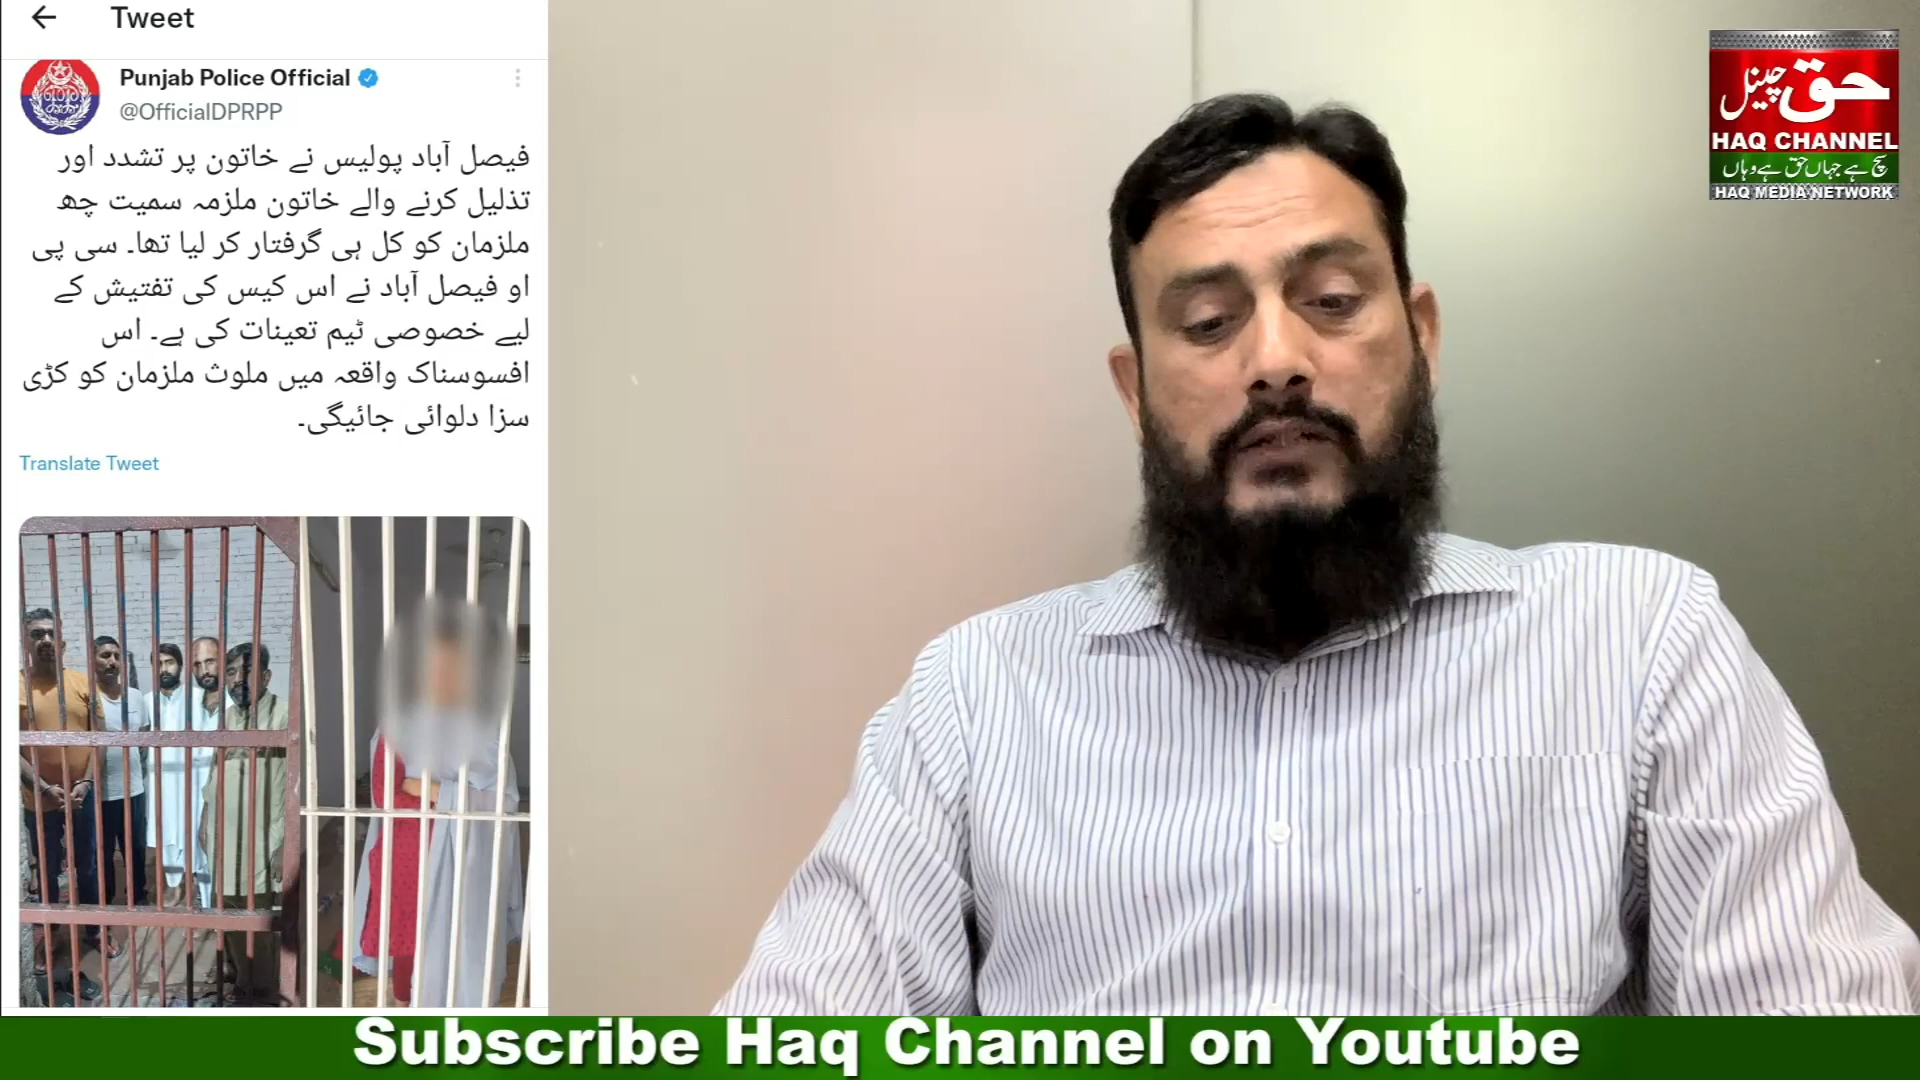 Tweet
Punjab Police Official
@OfficialDPRPP
فیصل آباد پولیس نے خاتون پر تشدد اور
تذلیل کرنے والے خاتون ملزمہ سمیت چھ
ملزمان کو کل ہی گرفتار کر لیا تھا۔ سی پی
او فیصل آباد نے اس کیس کی تفتیش کے
لیے خصوصی ٹیم تعینات کی ہے۔ اس
افسوسناک واقعہ میں ملوث ملزمان کو کڑی
سزا دلوائی جائیگی۔
Translate Tweet
حق چینل
HAQ CHANNEL
سچ ہے جہاں حق ہے وہاں
HAQ MEDIA NETWORK
Subscribe Haq Channel on Youtube